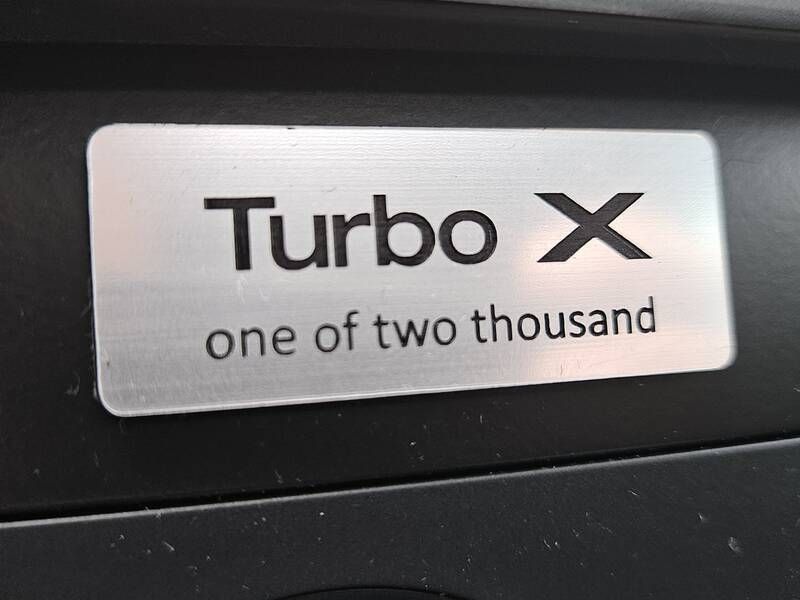 Turbo X
one of two thousand